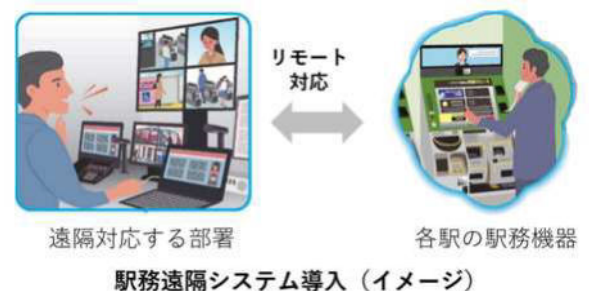 リモート
対応
遠隔対応する部署
各駅の駅務機器
駅務遠隔システム導入（イメージ）